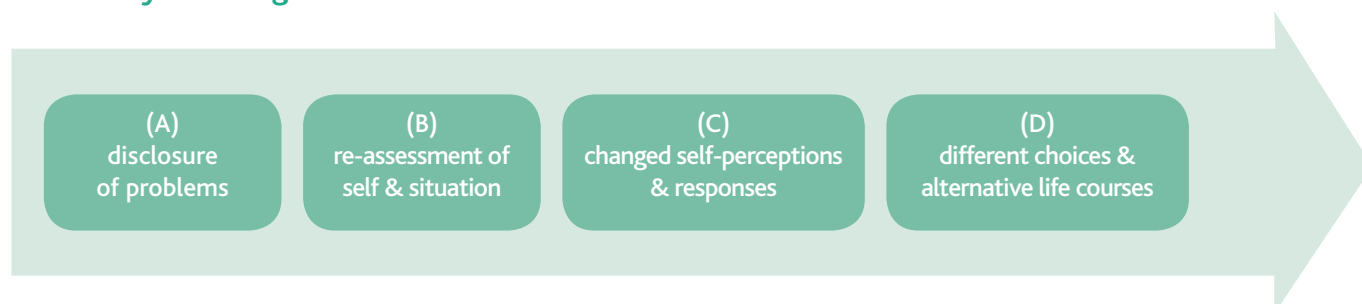 (A)
disclosure
of problems
(B)
re-assessment of
self & situation
(C)
changed self-perceptions
& responses
(D)
different choices &
alternative life courses